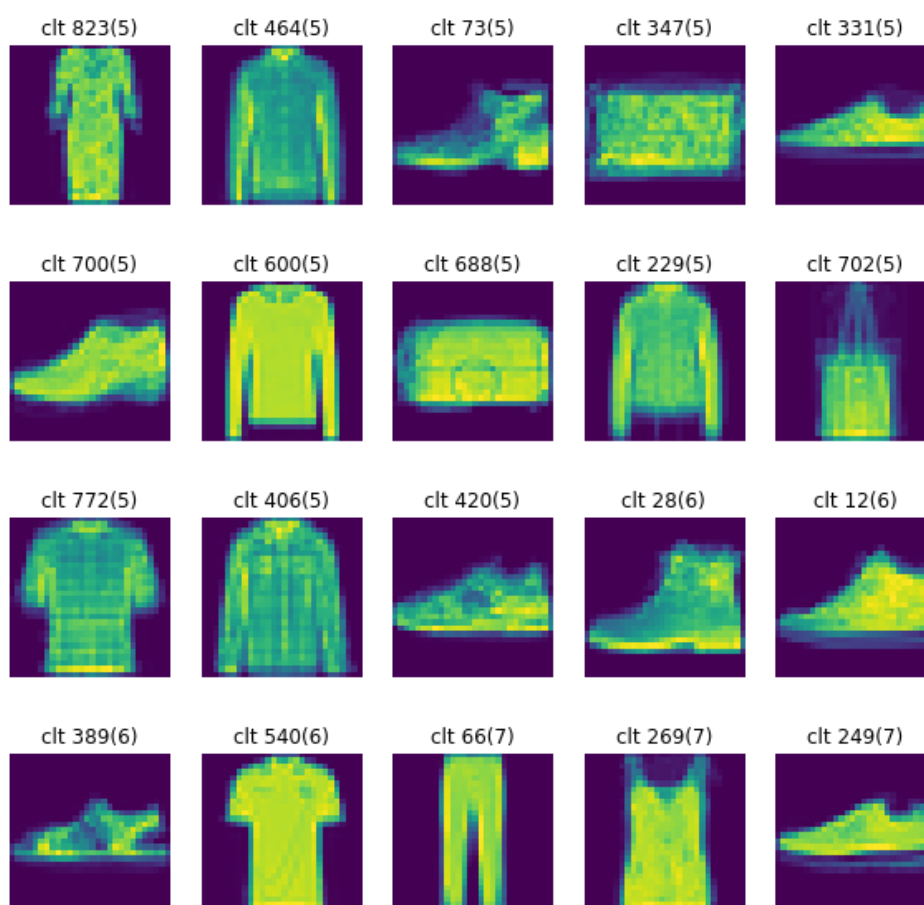 clt 823(5) clt 464(5) clt 73(5) clt 347(5) clt 331(5)
clt 700(5) clt 600(5) clt 688(5) clt 229(5) clt 702(5)
clt 772(5) clt 406(5) clt 420(5) clt 28(6) clt 12(6)
clt 389(6) clt 540(6) clt 66(7) clt 269(7) clt 249(7)